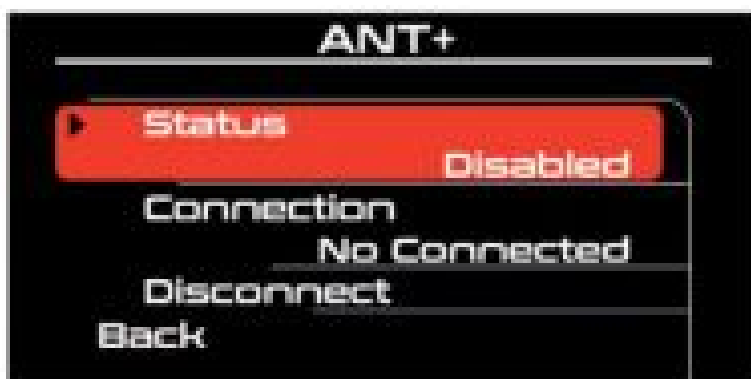 ANT+
Status
Disabled
Connection
No Connected
Disconnect
Back